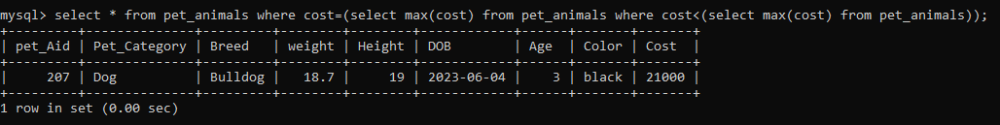 mysql> select * from pet_animals where cost=(select max(cost) from pet_animals where cost<(select max(cost) from pet_animals));
+---------+--------------+---------+--------+--------+------------+------+-------+-------+
| pet_Aid | Pet_Category | Breed   | weight | Height | DOB        | Age  | Color | Cost  |
+---------+--------------+---------+--------+--------+------------+------+-------+-------+
|     207 | Dog          | Bulldog |   18.7 |     19 | 2023-06-04 |    3 | black | 21000 |
+---------+--------------+---------+--------+--------+------------+------+-------+-------+
1 row in set (0.00 sec)